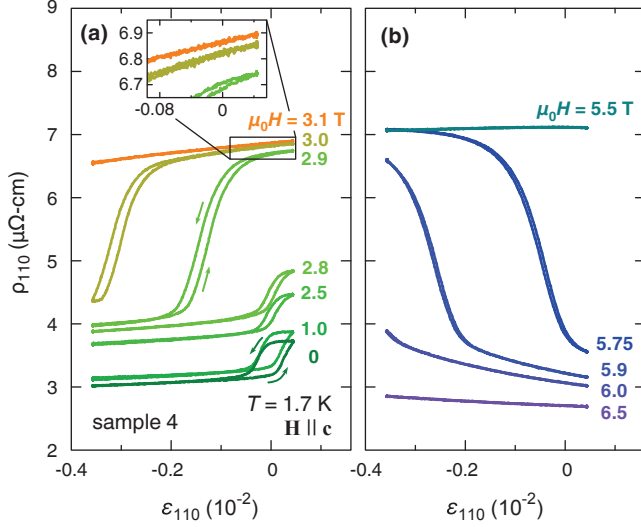 (a)
6.9
6.8
6.7
-0.08
0
μ₀H = 3.1 T
3.0
2.9
2.8
2.5
1.0
0
T = 1.7 K
H || c
sample 4
9
8
7
6
5
4
3
2
ρ₁₁₀ (μΩ-cm)
-0.4
-0.2
0
ε₁₁₀ (10⁻²)
(b)
μ₀H = 5.5 T
5.75
5.9
6.0
6.5
-0.4
-0.2
0
ε₁₁₀ (10⁻²)